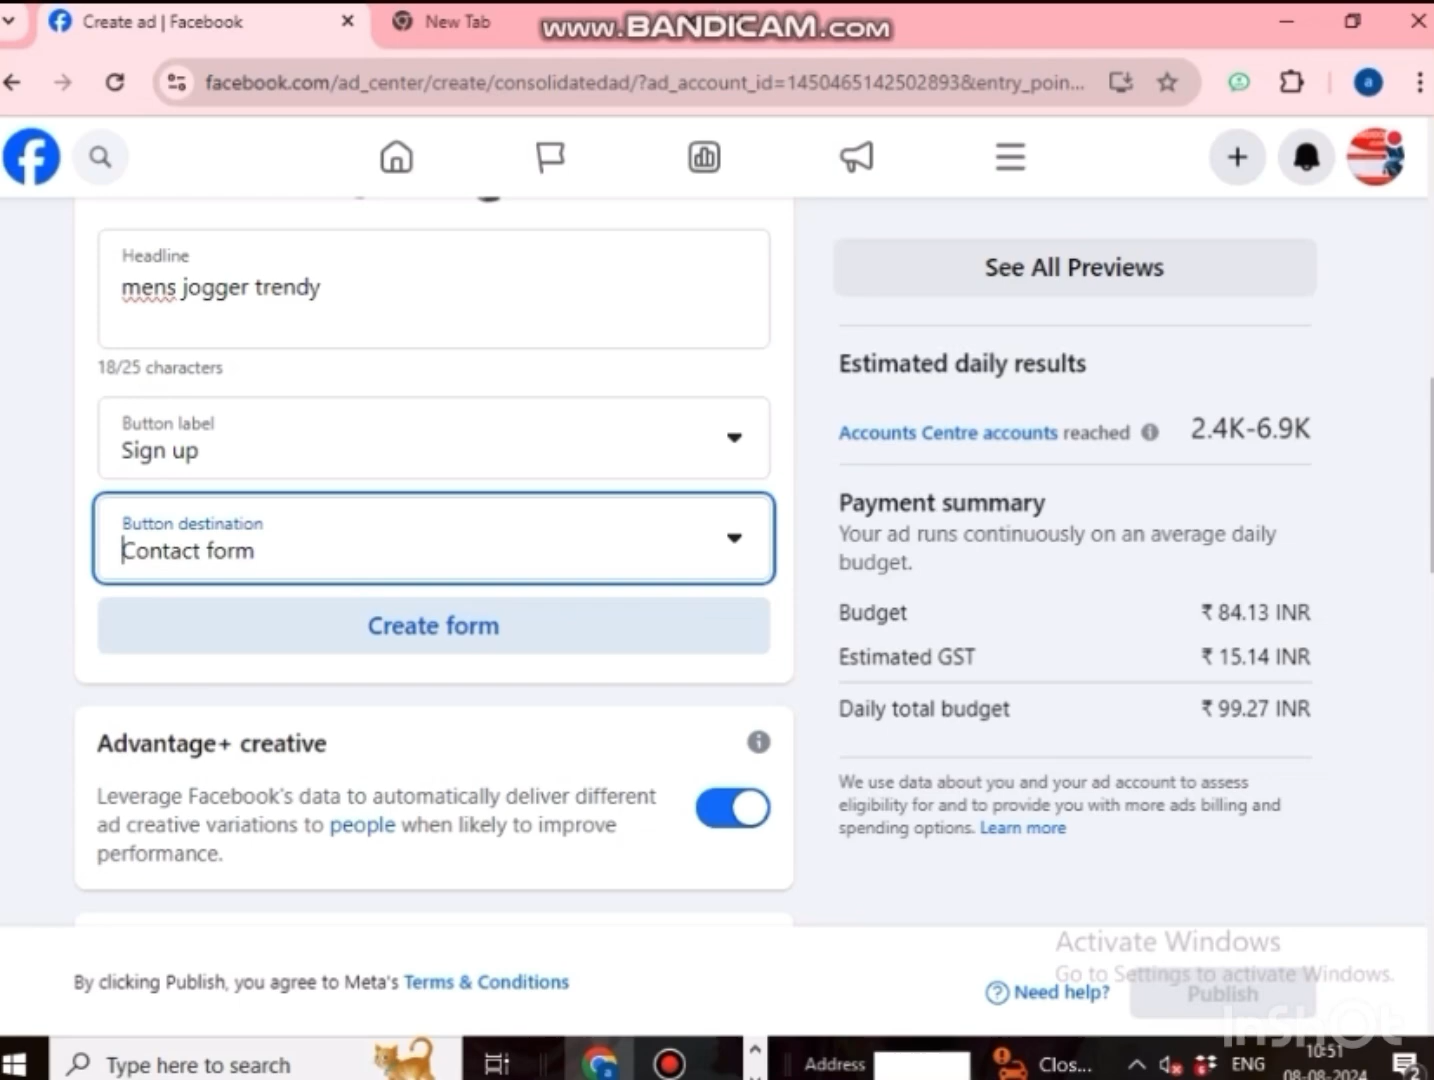 Create ad | Facebook
New Tab
www.BANDICAM.com
facebook.com/ad_center/create/consolidatedad/?ad_account_id=1450465142502893&entry_poin...
a
Headline
mens jogger trendy
18/25 characters
Button label
Sign up
Button destination
Contact form
Create form
Advantage+ creative
Leverage Facebook's data to automatically deliver different
ad creative variations to people when likely to improve
performance.
See All Previews
Estimated daily results
Accounts Centre accounts reached 2.4K-6.9K
Payment summary
Your ad runs continuously on an average daily
budget.
Budget ₹ 84.13 INR
Estimated GST ₹ 15.14 INR
Daily total budget ₹ 99.27 INR
We use data about you and your ad account to assess
eligibility for and to provide you with more ads billing and
spending options. Learn more
Activate Windows
Go to Settings to activate Windows.
By clicking Publish, you agree to Meta's Terms & Conditions
Need help?
Publish
InShOt
Type here to search
Address
Clos...
ENG
10:51
08-08-2024
2